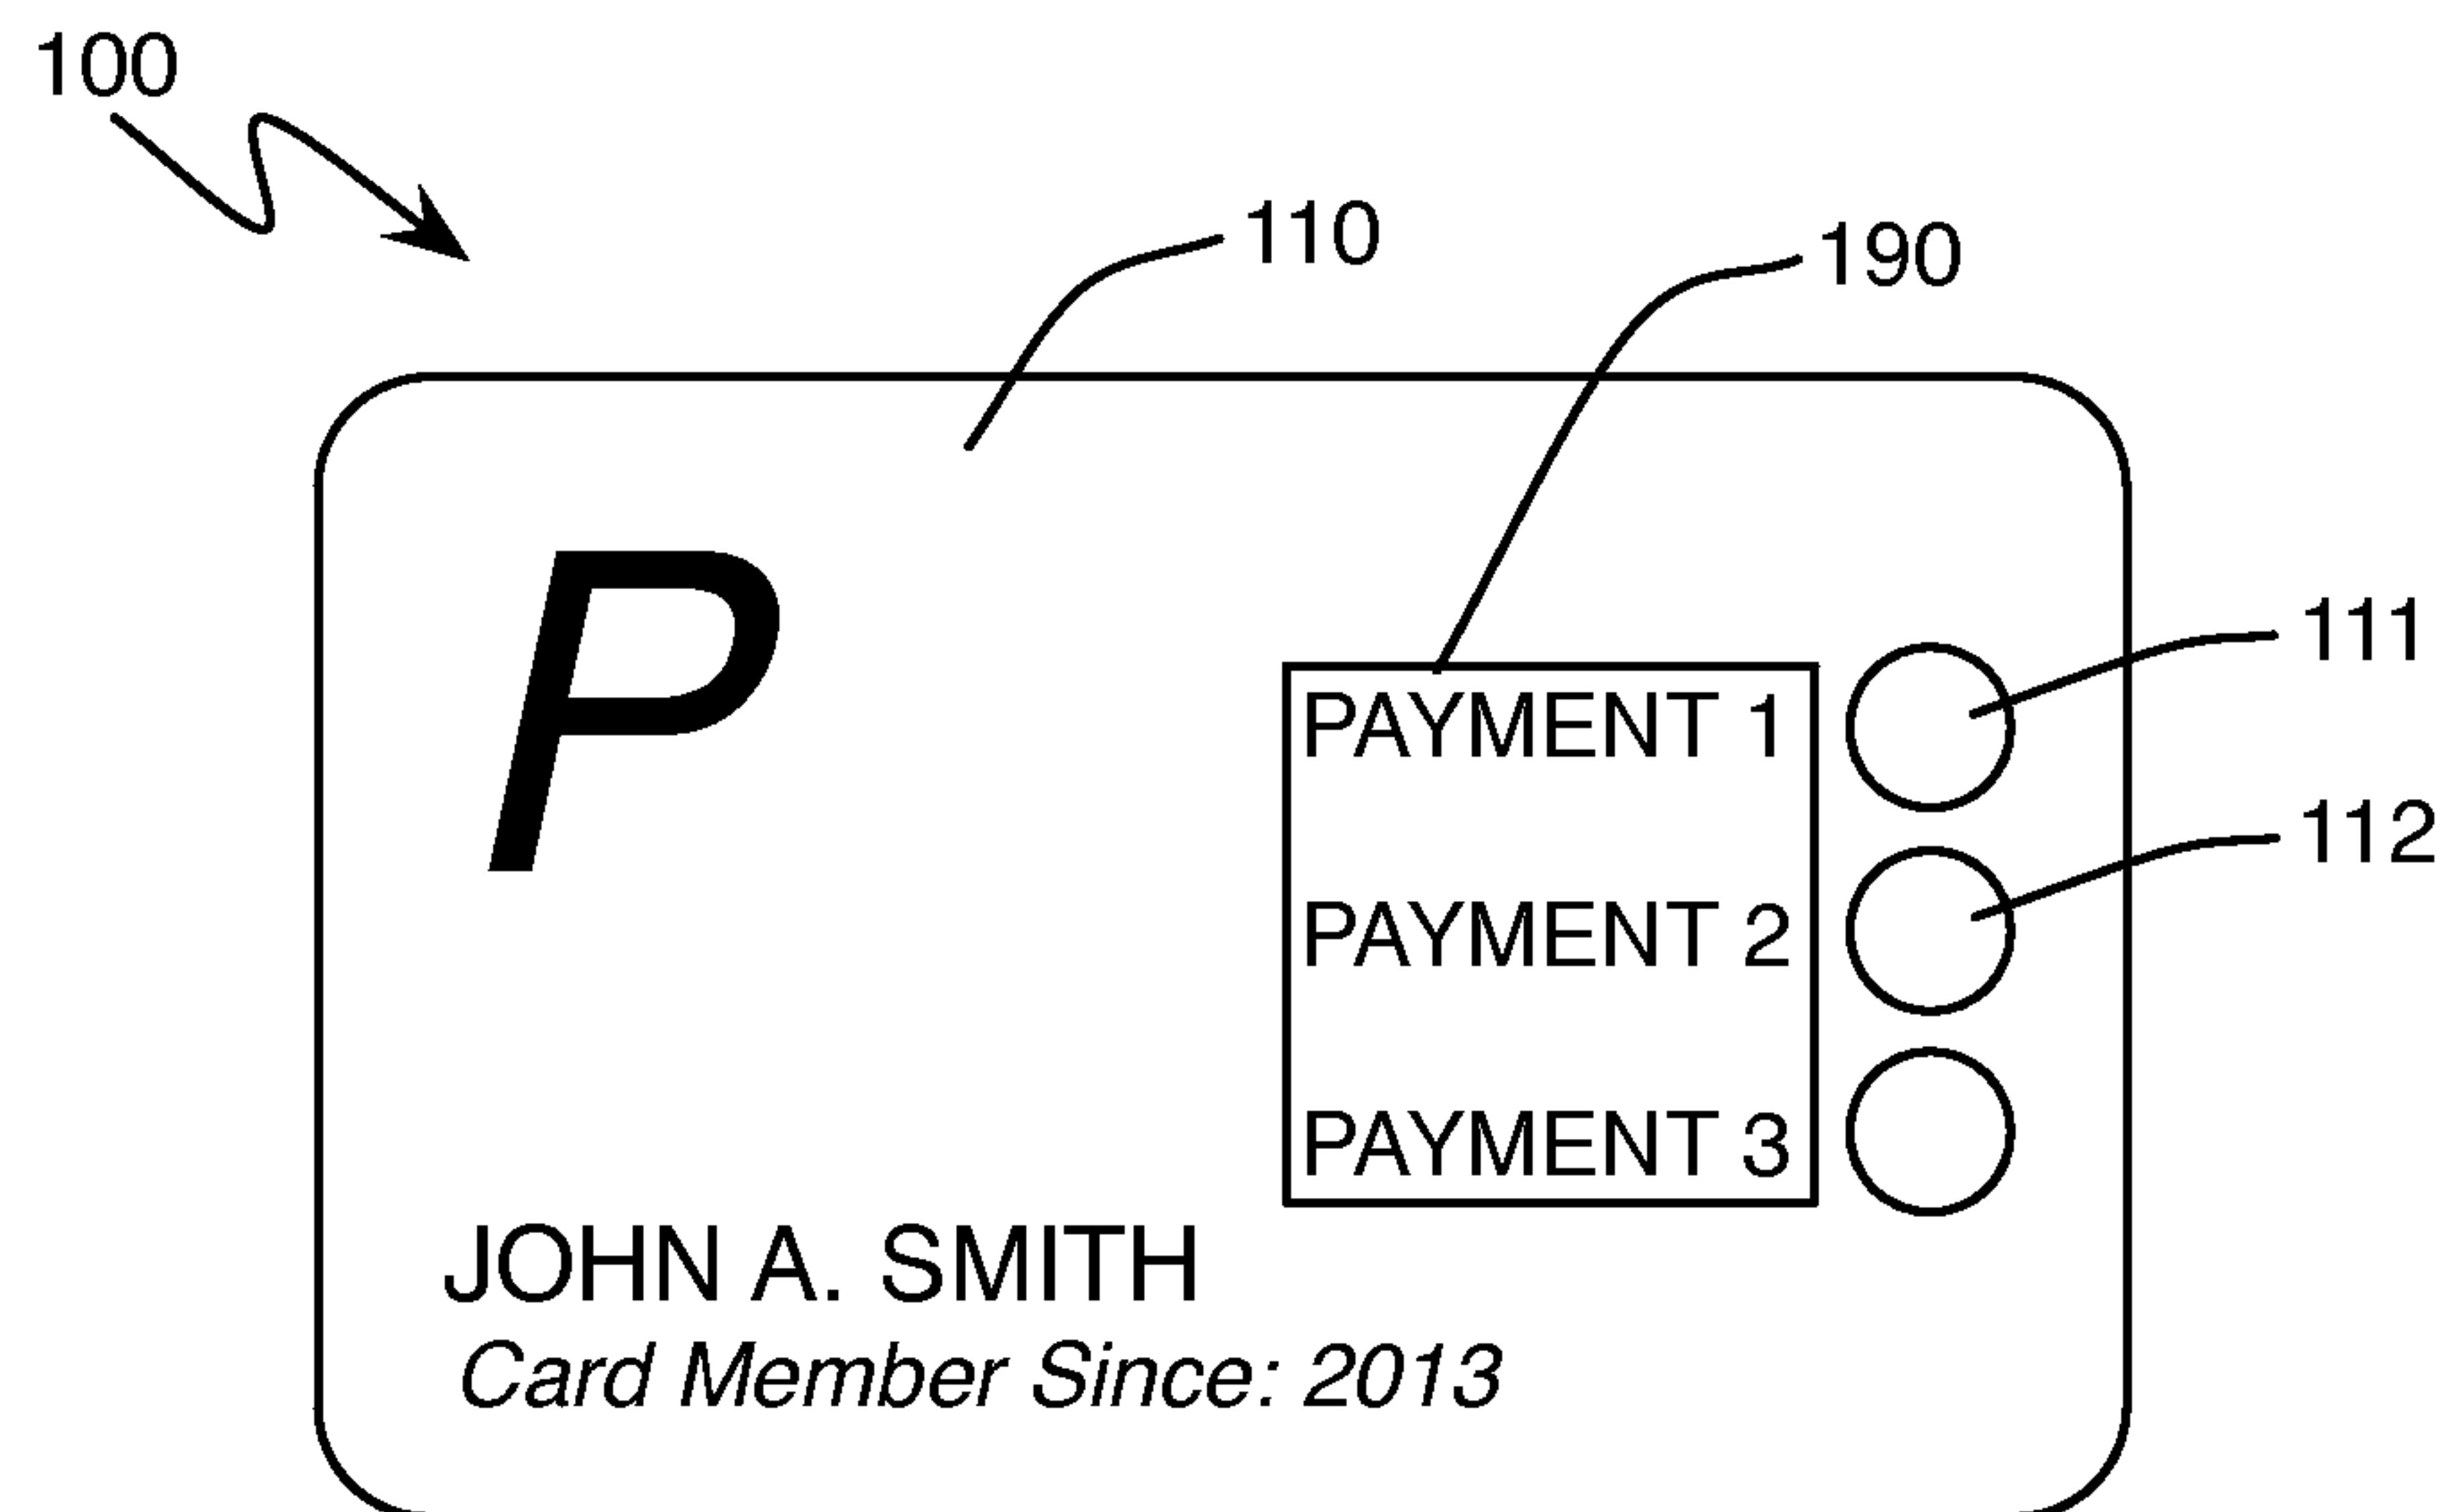 100
110
190
P
111
PAYMENT 1
112
PAYMENT 2
PAYMENT 3
JOHN A. SMITH
Card Member Since: 2013